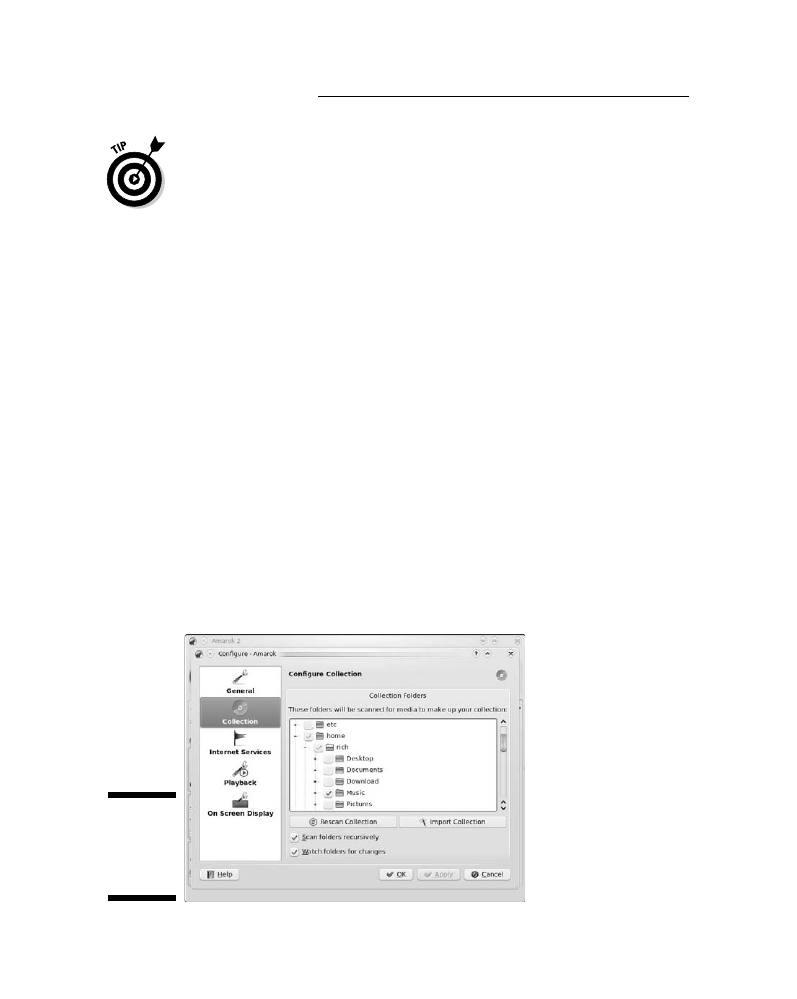 TIP
Amarok 2
Configure - Amarok
General
Collection
Internet Services
Playback
On Screen Display
Configure Collection
Collection Folders
These folders will be scanned for media to make up your collection:
etc
home
rich
Desktop
Documents
Download
Music
Pictures
Rescan Collection
Import Collection
Scan folders recursively
Watch folders for changes
Help
OK
Apply
Cancel